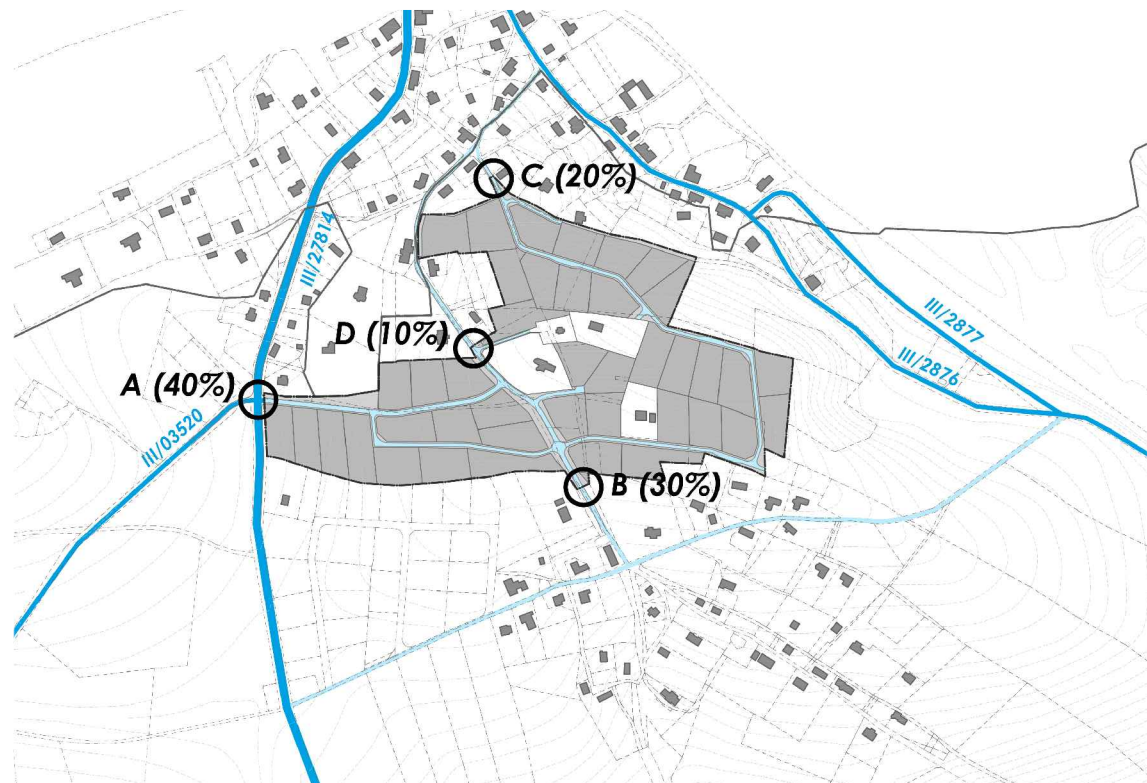 C (20%)
III/27814
D (10%)
III/2877
III/2876
A (40%)
III/03520
B (30%)